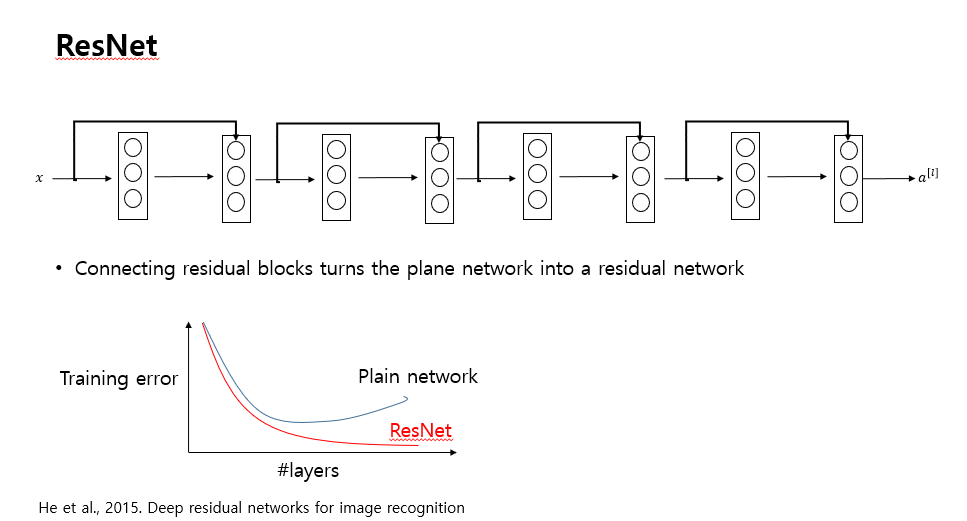 ResNet
x
a[l]
• Connecting residual blocks turns the plane network into a residual network
Training error
Plain network
ResNet
#layers
He et al., 2015. Deep residual networks for image recognition